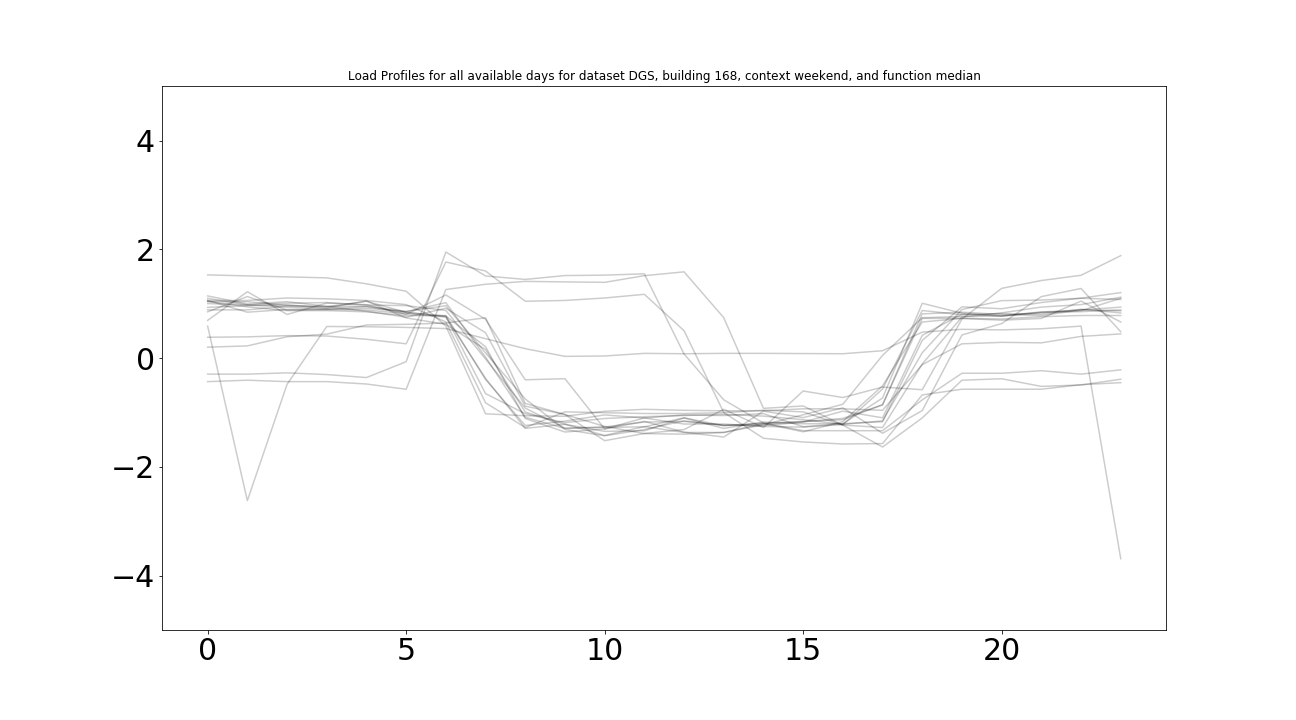 Load Profiles for all available days for dataset DGS, building 168, context weekend, and function median
4
2
0
−2
−4
0 5 10 15 20